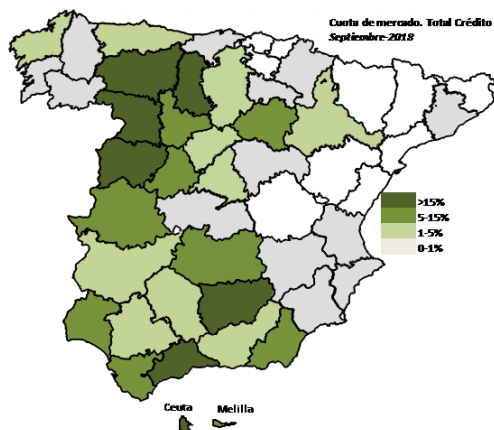 Cuota de mercado. Total Crédito
Septiembre-2018
>15%
5-15%
1-5%
0-1%
Ceuta
Melilla